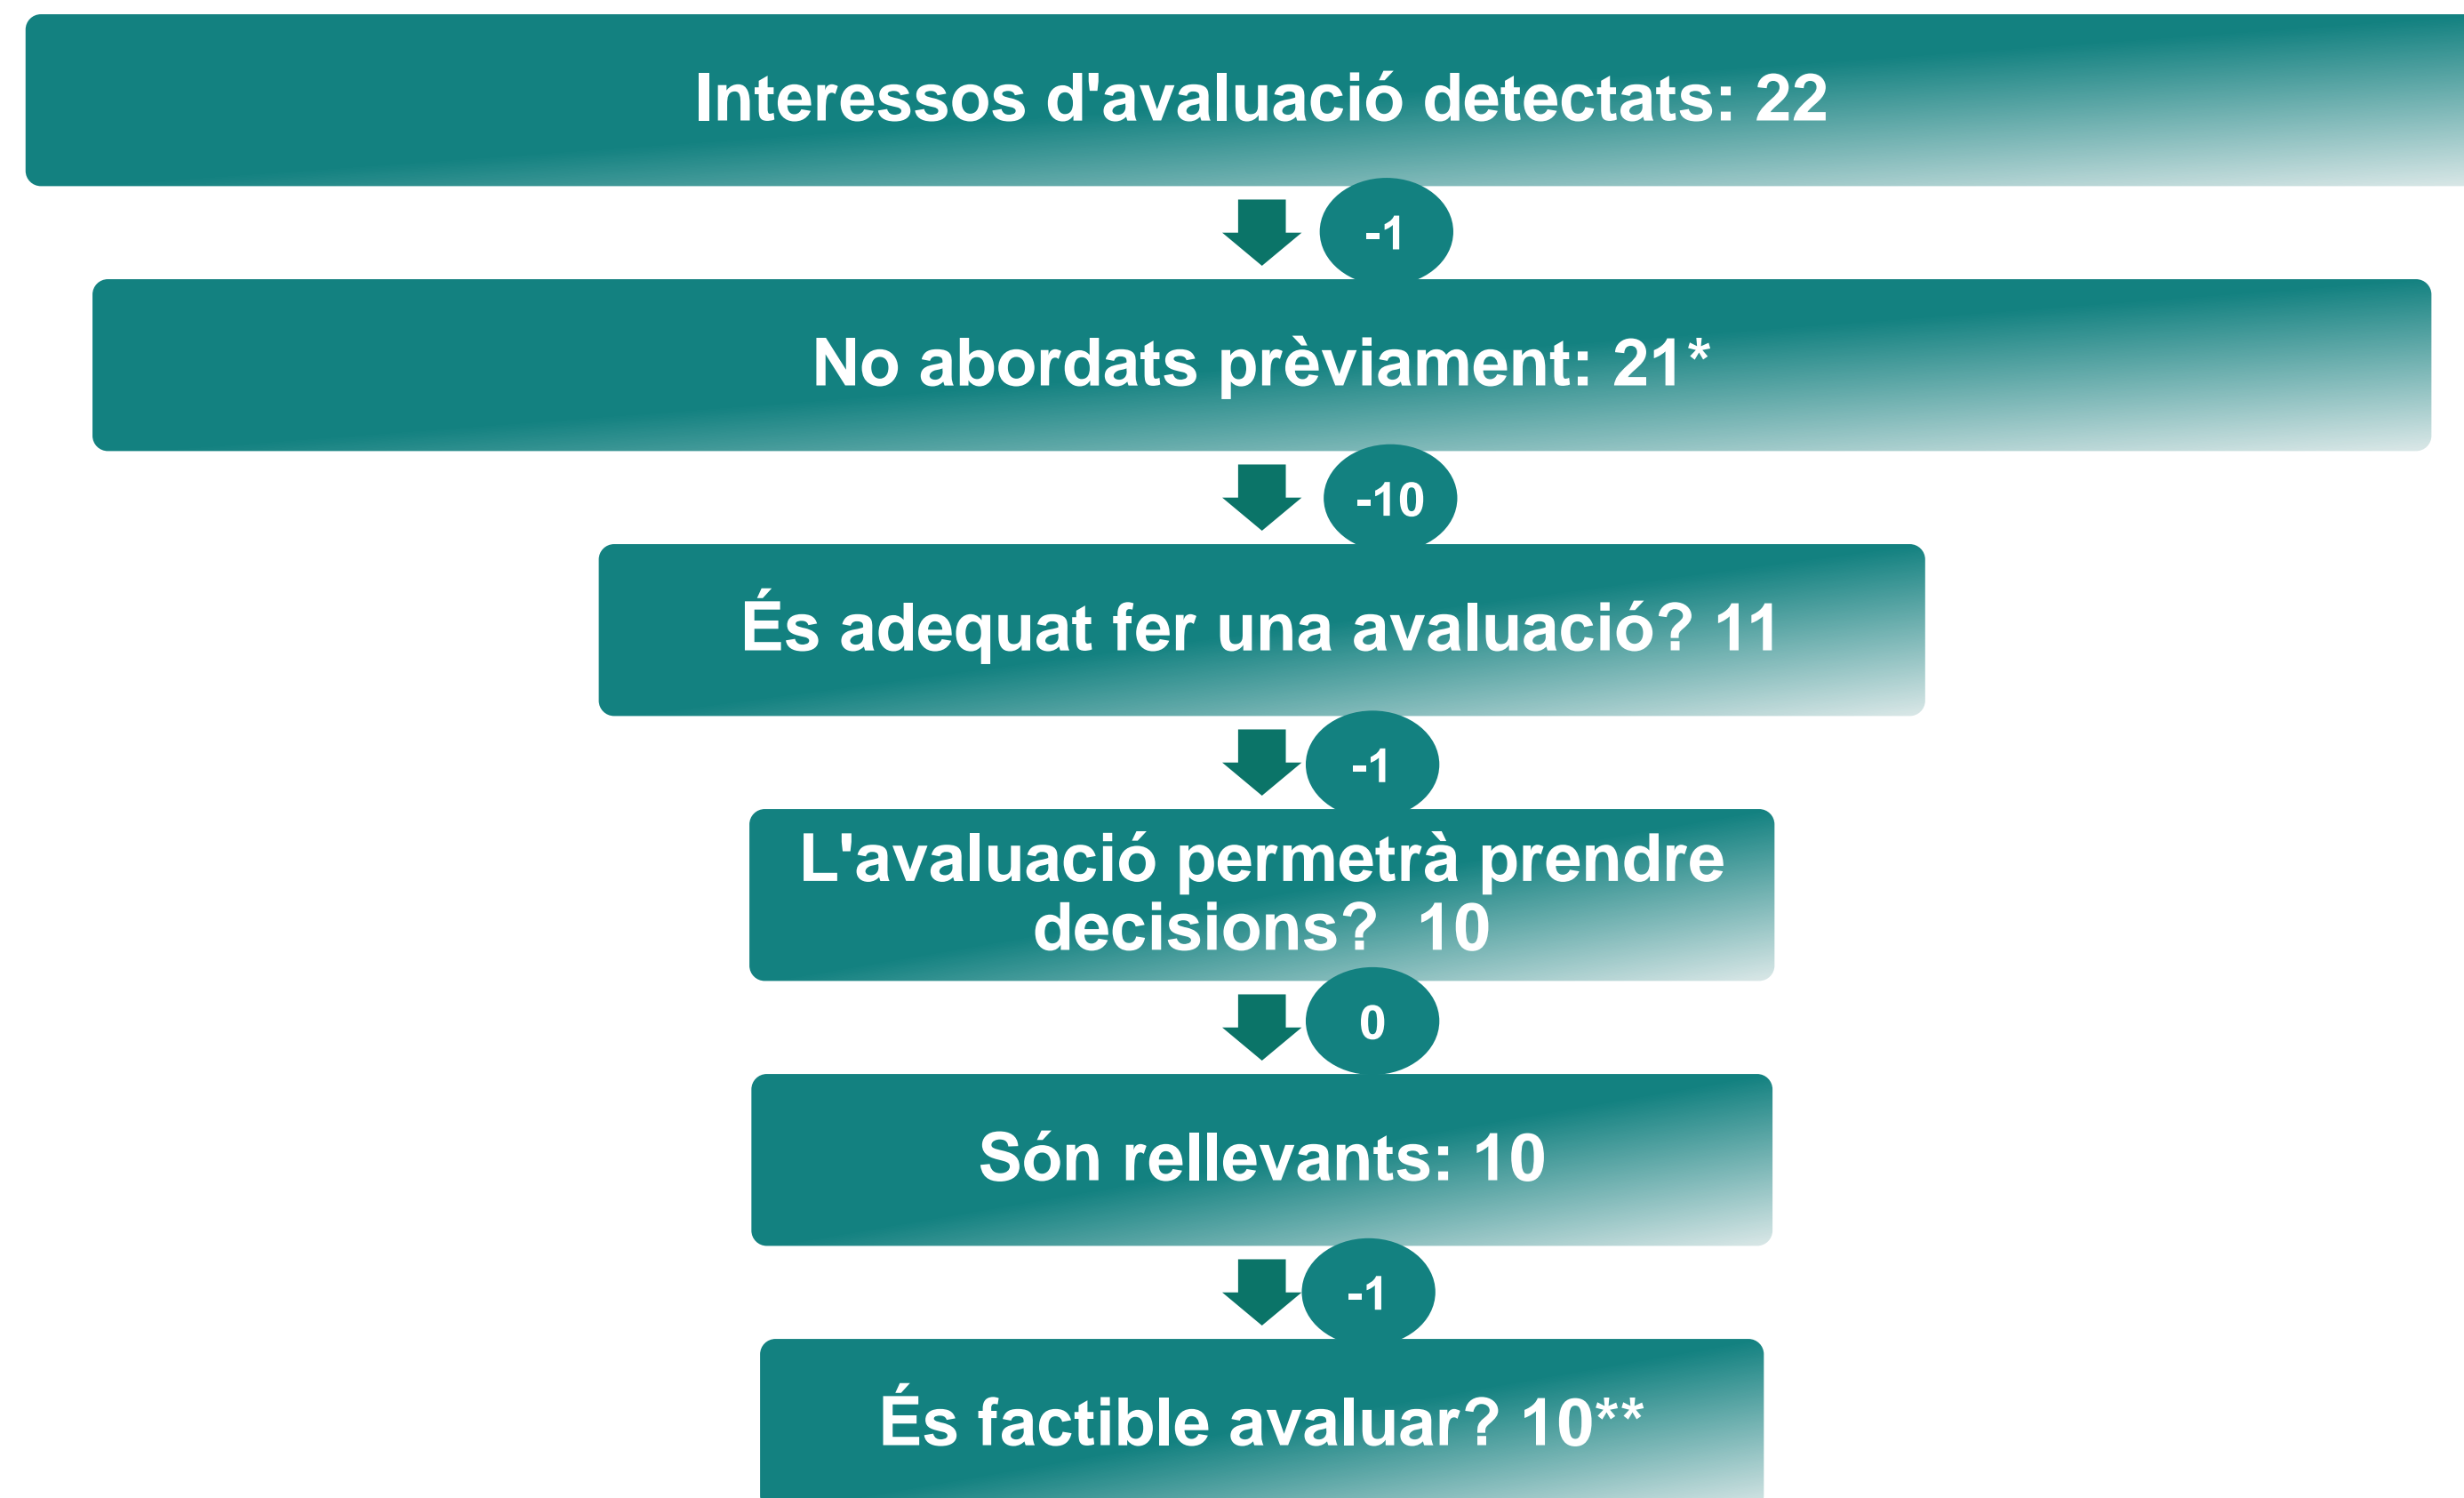 Interessos d'avaluació detectats: 22
-1
No abordats prèviament: 21*
-10
És adequat fer una avaluació? 11
-1
L'avaluació permetrà prendre
decisions? 10
0
Són rellevants: 10
-1
És factible avaluar? 10**